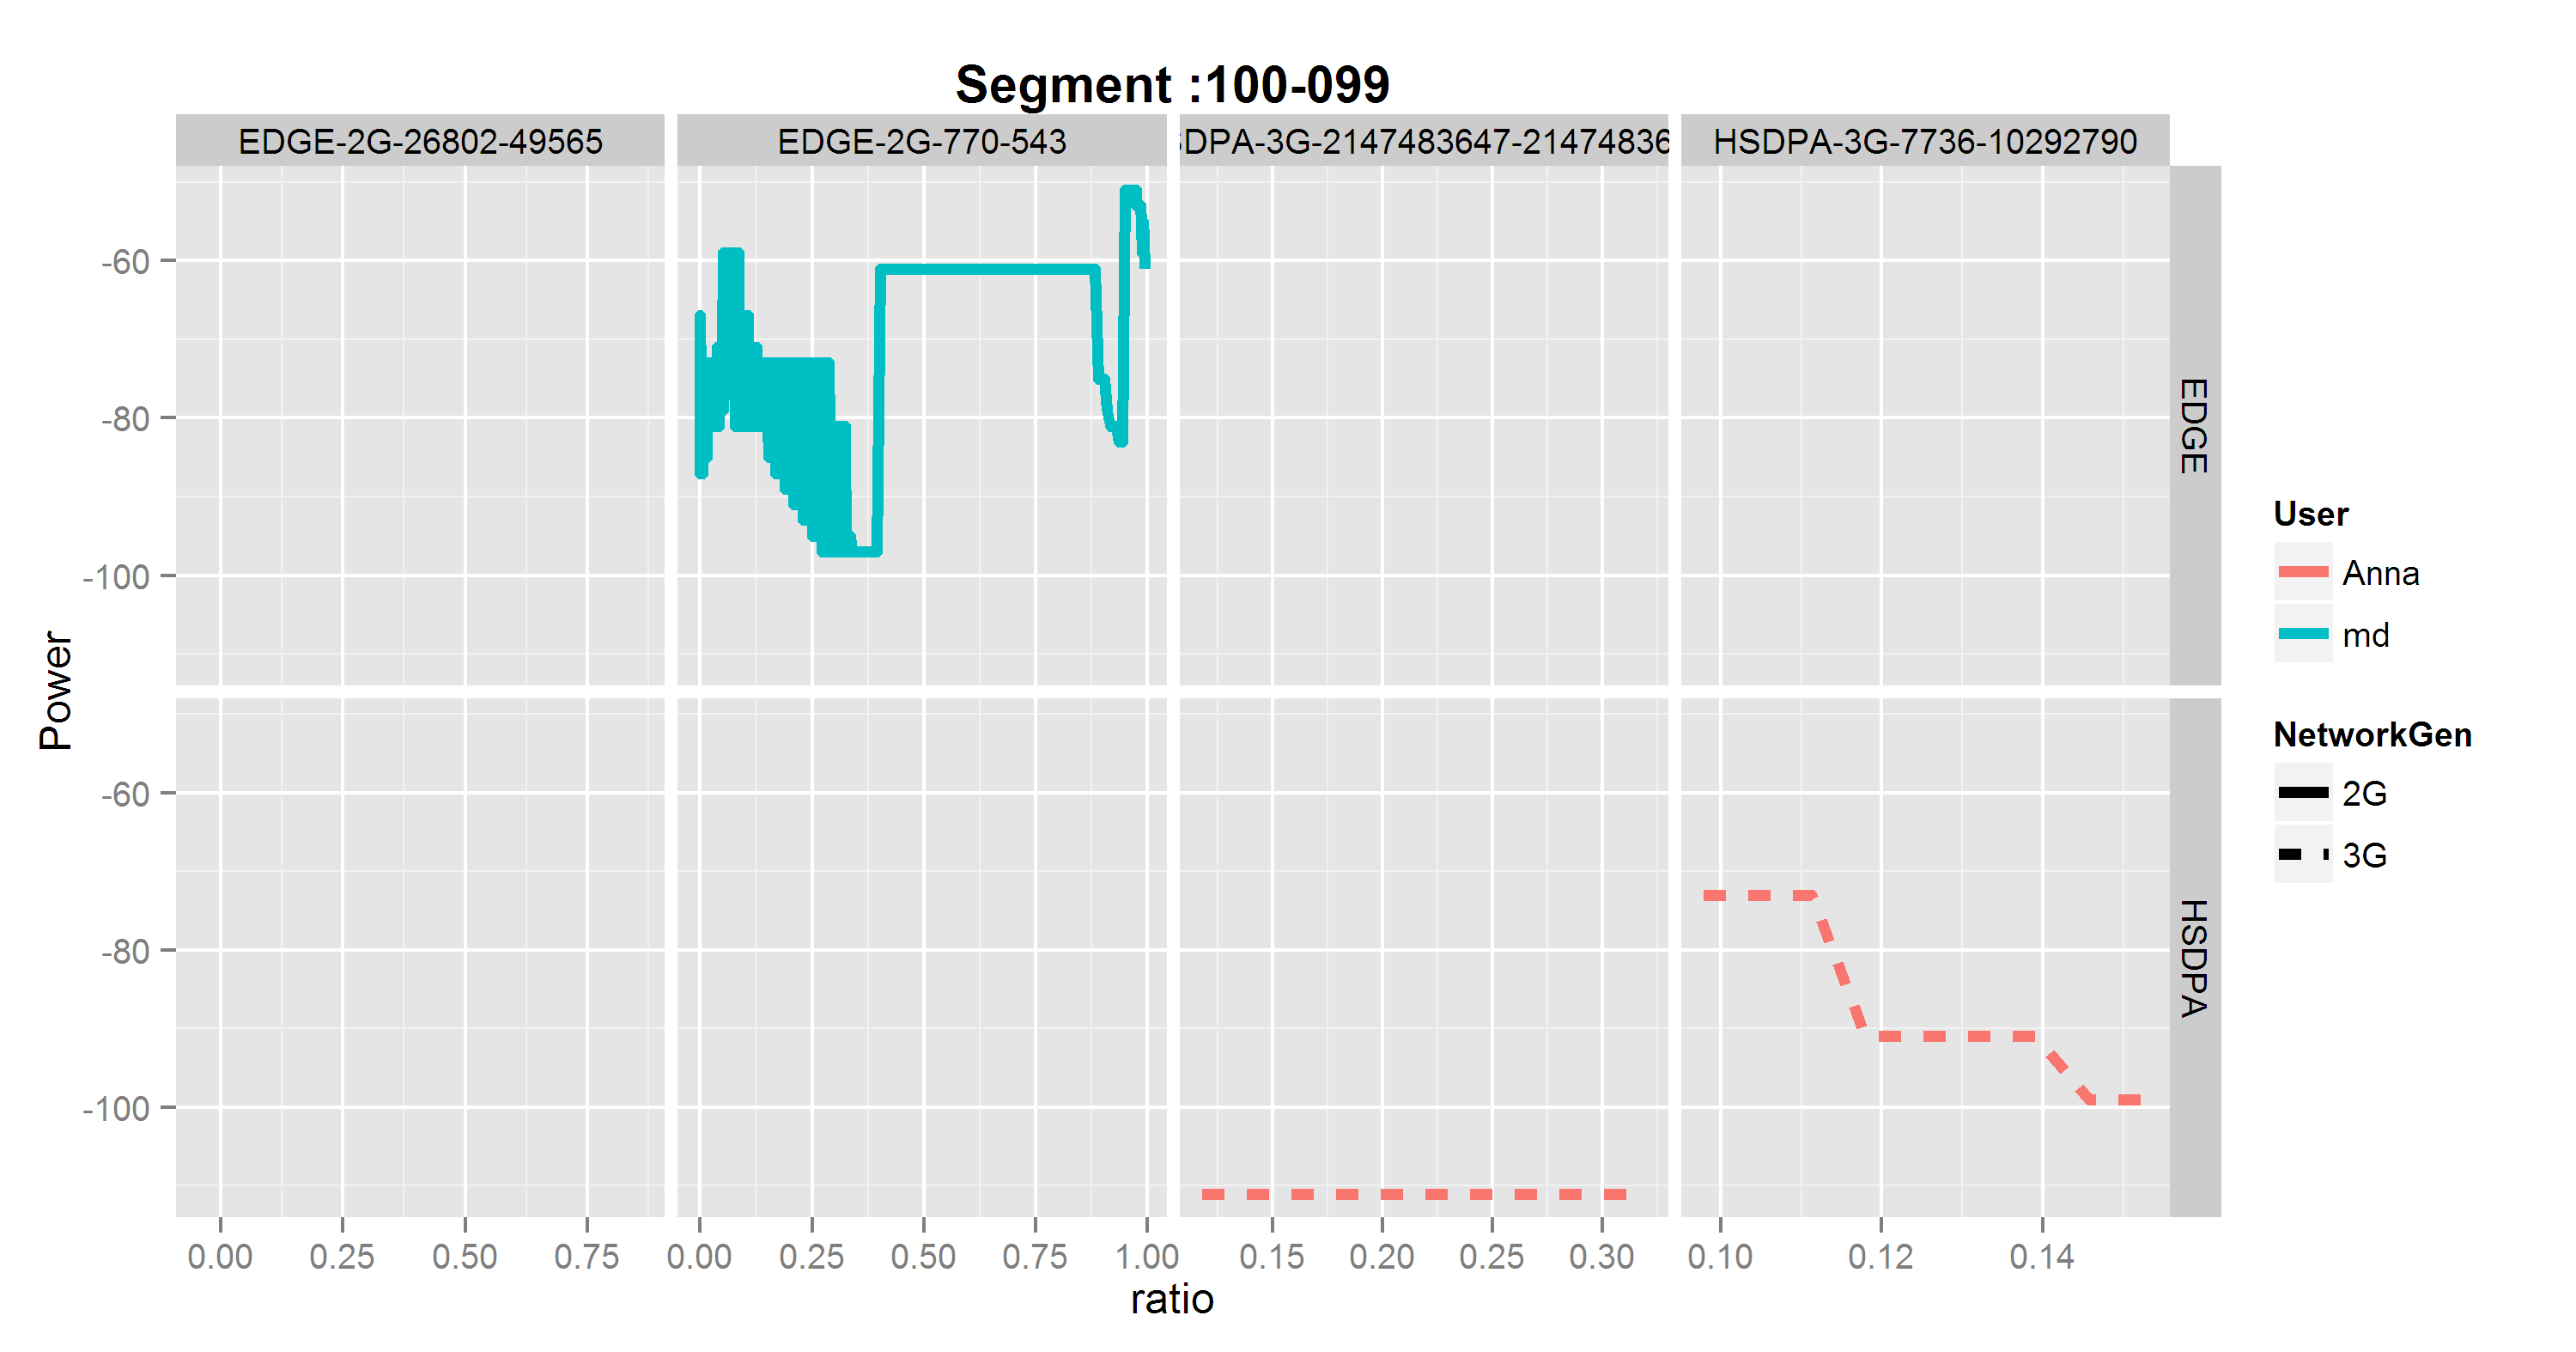 Segment :100-099
EDGE-2G-26802-49565 EDGE-2G-770-543 SDPA-3G-2147483647-21474836 HSDPA-3G-7736-10292790
-60
-80
-100
EDGE
Power
-60
-80
-100
HSDPA
0.00 0.25 0.50 0.75 0.00 0.25 0.50 0.75 1.00 0.15 0.20 0.25 0.30 0.10 0.12 0.14
ratio
User
Anna
md
NetworkGen
2G
3G